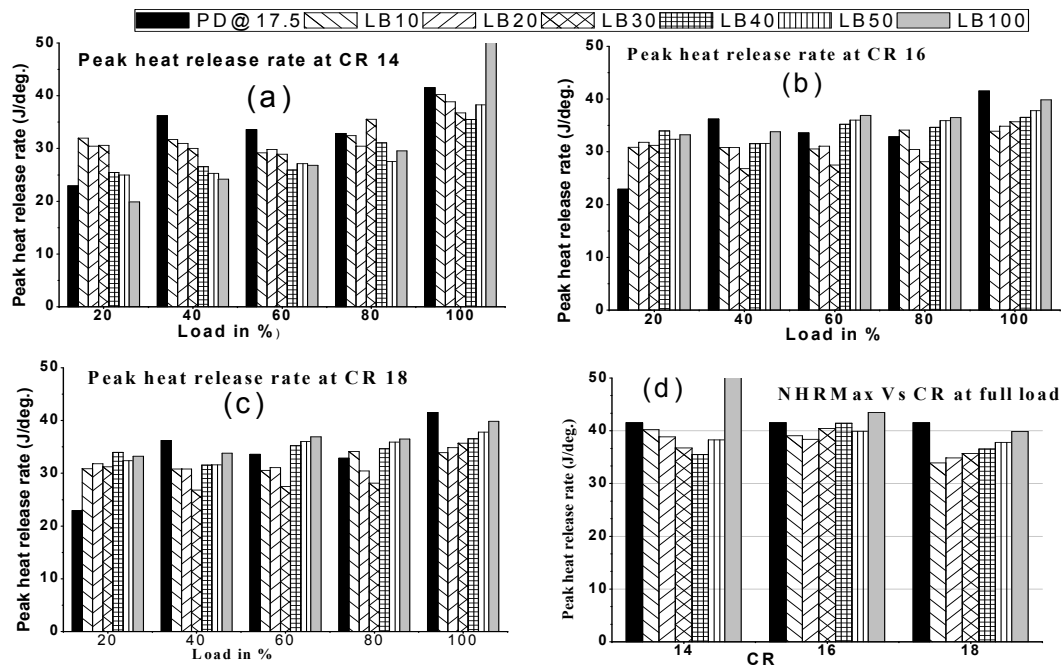 PD@17.5 LB10 LB20 LB30 LB40 LB50 LB100
Peak heat release rate at CR 14
(a)
Peak heat release rate (J/deg.)
50
40
30
20
10
0
20 40 60 80 100
Load in %)
Peak heat release rate at CR 16
(b)
Peak heat release rate (J/deg.)
50
40
30
20
10
0
20 40 60 80 100
Load in %
Peak heat release rate at CR 18
(c)
Peak heat release rate (J/deg.)
50
40
30
20
10
0
20 40 60 80 100
Load in %
(d)
NHRMax Vs CR at full load
Peak heat release rate (J/deg.)
50
40
30
20
10
0
14 16 18
CR